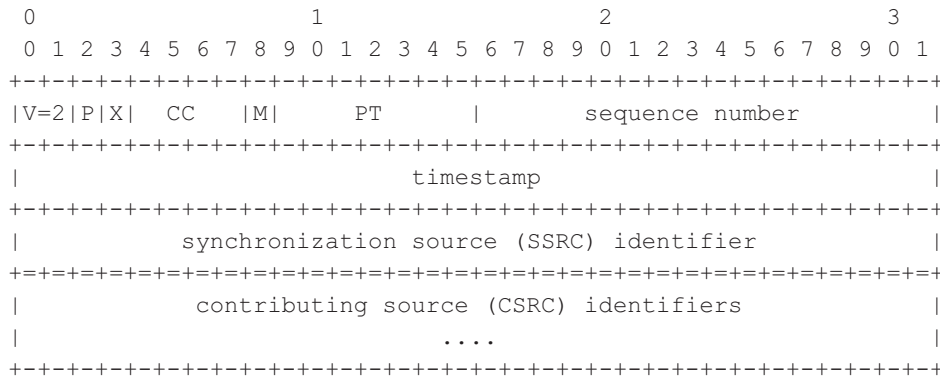 0                   1                   2                   3
 0 1 2 3 4 5 6 7 8 9 0 1 2 3 4 5 6 7 8 9 0 1 2 3 4 5 6 7 8 9 0 1
+-+-+-+-+-+-+-+-+-+-+-+-+-+-+-+-+-+-+-+-+-+-+-+-+-+-+-+-+-+-+-+-+
|V=2|P|X|  CC   |M|     PT      |       sequence number         |
+-+-+-+-+-+-+-+-+-+-+-+-+-+-+-+-+-+-+-+-+-+-+-+-+-+-+-+-+-+-+-+-+
|                           timestamp                           |
+-+-+-+-+-+-+-+-+-+-+-+-+-+-+-+-+-+-+-+-+-+-+-+-+-+-+-+-+-+-+-+-+
|           synchronization source (SSRC) identifier            |
+=+=+=+=+=+=+=+=+=+=+=+=+=+=+=+=+=+=+=+=+=+=+=+=+=+=+=+=+=+=+=+=+
|            contributing source (CSRC) identifiers             |
|                             ....                              |
+-+-+-+-+-+-+-+-+-+-+-+-+-+-+-+-+-+-+-+-+-+-+-+-+-+-+-+-+-+-+-+-+